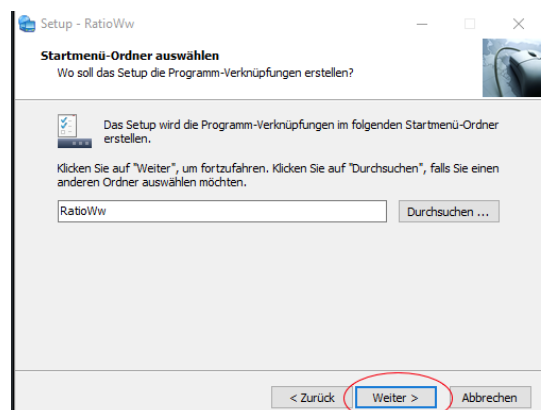 Setup - RatioWw
Startmenü-Ordner auswählen
Wo soll das Setup die Programm-Verknüpfungen erstellen?
Das Setup wird die Programm-Verknüpfungen im folgenden Startmenü-Ordner
erstellen.
Klicken Sie auf "Weiter", um fortzufahren. Klicken Sie auf "Durchsuchen", falls Sie einen
anderen Ordner auswählen möchten.
RatioWw
Durchsuchen ...
< Zurück
Weiter >
Abbrechen